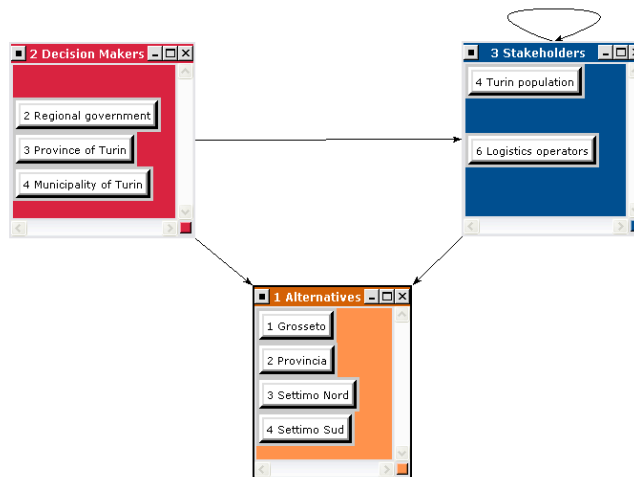 2 Decision Makers
2 Regional government
3 Province of Turin
4 Municipality of Turin
3 Stakeholders
4 Turin population
6 Logistics operators
1 Alternatives
1 Grosseto
2 Provincia
3 Settimo Nord
4 Settimo Sud